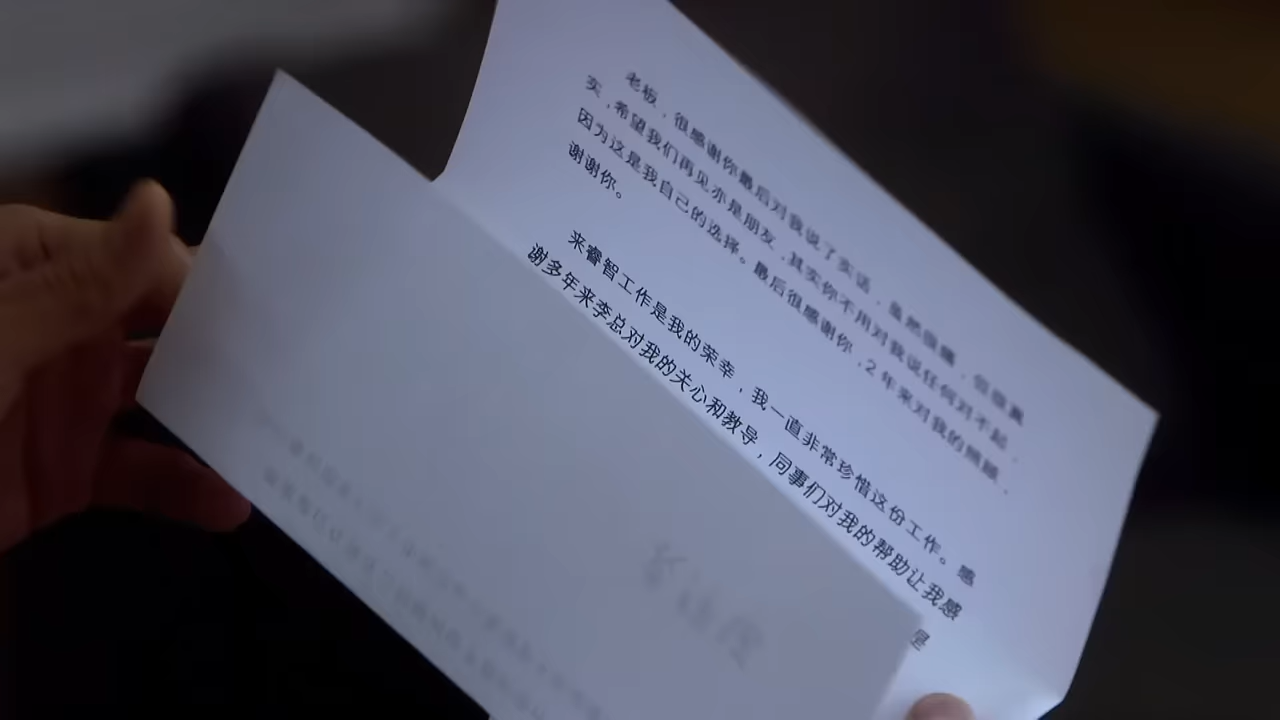 老板，很感谢你最后对我说了实话，虽然很痛，但很真
实，希望我们再见亦是朋友，其实你不用对我说任何对不起，
因为这是我自己的选择。最后很感谢你，2年来对我的照顾，
谢谢你。
来睿智工作是我的荣幸，我一直非常珍惜这份工作。感
谢多年来李总对我的关心和教导，同事们对我的帮助让我感
是